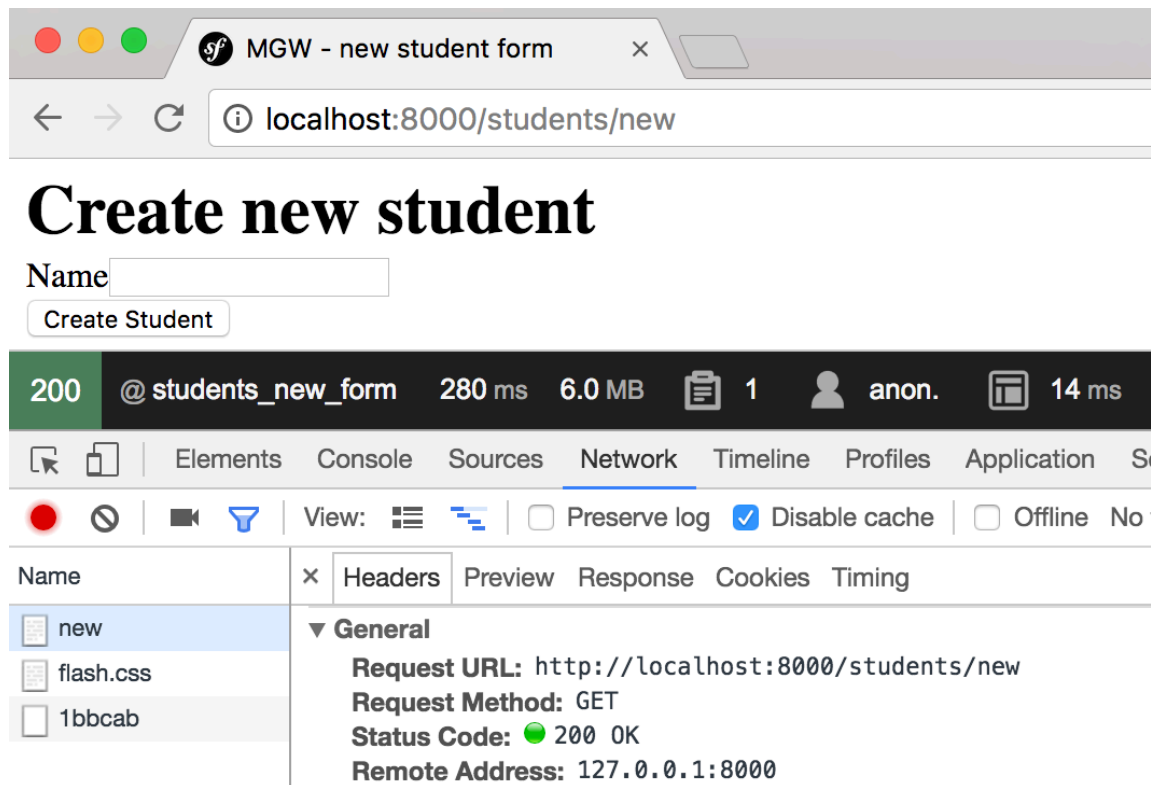 sf MGW - new student form ×
localhost:8000/students/new
Create new student
Name
Create Student
200 @ students_new_form 280 ms 6.0 MB 1 anon. 14 ms
Elements Console Sources Network Timeline Profiles Application
View: Preserve log Disable cache Offline No
Name × Headers Preview Response Cookies Timing
new ▼ General
Request URL: http://localhost:8000/students/new
flash.css
Request Method: GET
1bbcab
Status Code: 200 OK
Remote Address: 127.0.0.1:8000